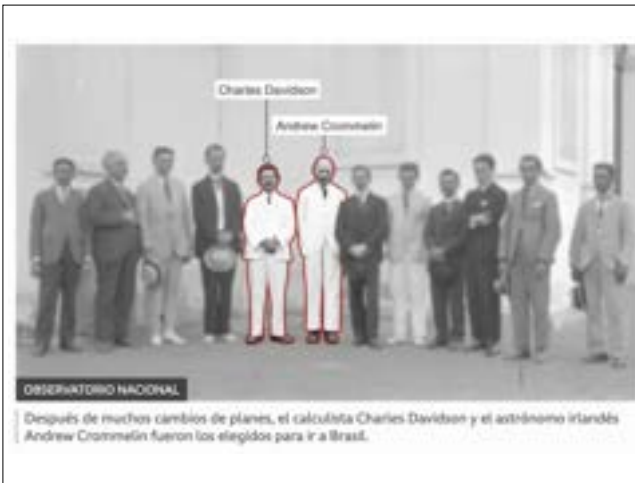 Charles Davidson
Andrew Crommelin
OBSERVATORIO NACIONAL
Después de muchos cambios de planes, el calculista Charles Davidson y el astrónomo irlandés
Andrew Crommelin fueron los elegidos para ir a Brasil.